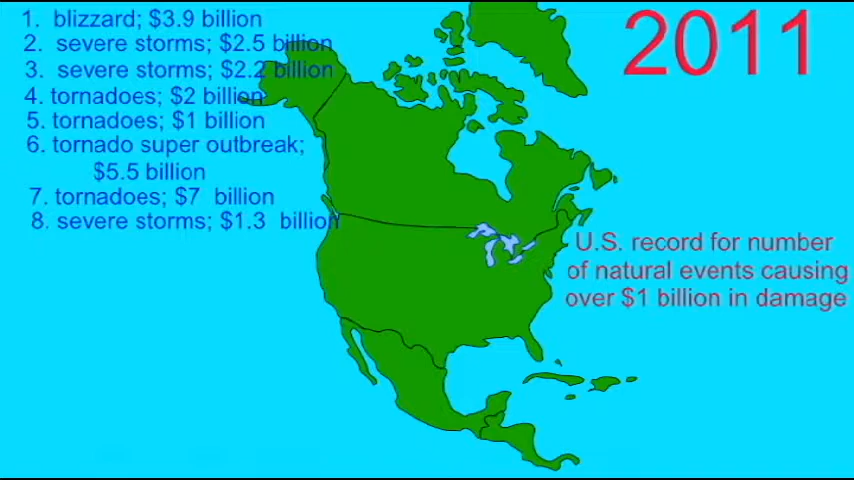 1. blizzard; $3.9 billion
2. severe storms; $2.5 billion
3. severe storms; $2.2 billion
4. tornadoes; $2 billion
5. tornadoes; $1 billion
6. tornado super outbreak;
$5.5 billion
7. tornadoes; $7 billion
8. severe storms; $1.3 billion
2011
U.S. record for number
of natural events causing
over $1 billion in damage